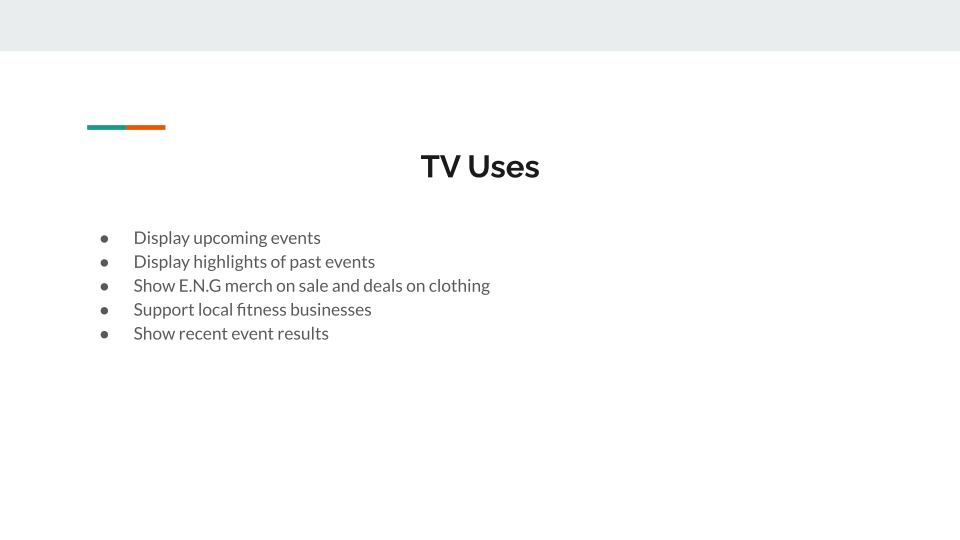 TV Uses
● Display upcoming events
● Display highlights of past events
● Show E.N.G merch on sale and deals on clothing
● Support local fitness businesses
● Show recent event results